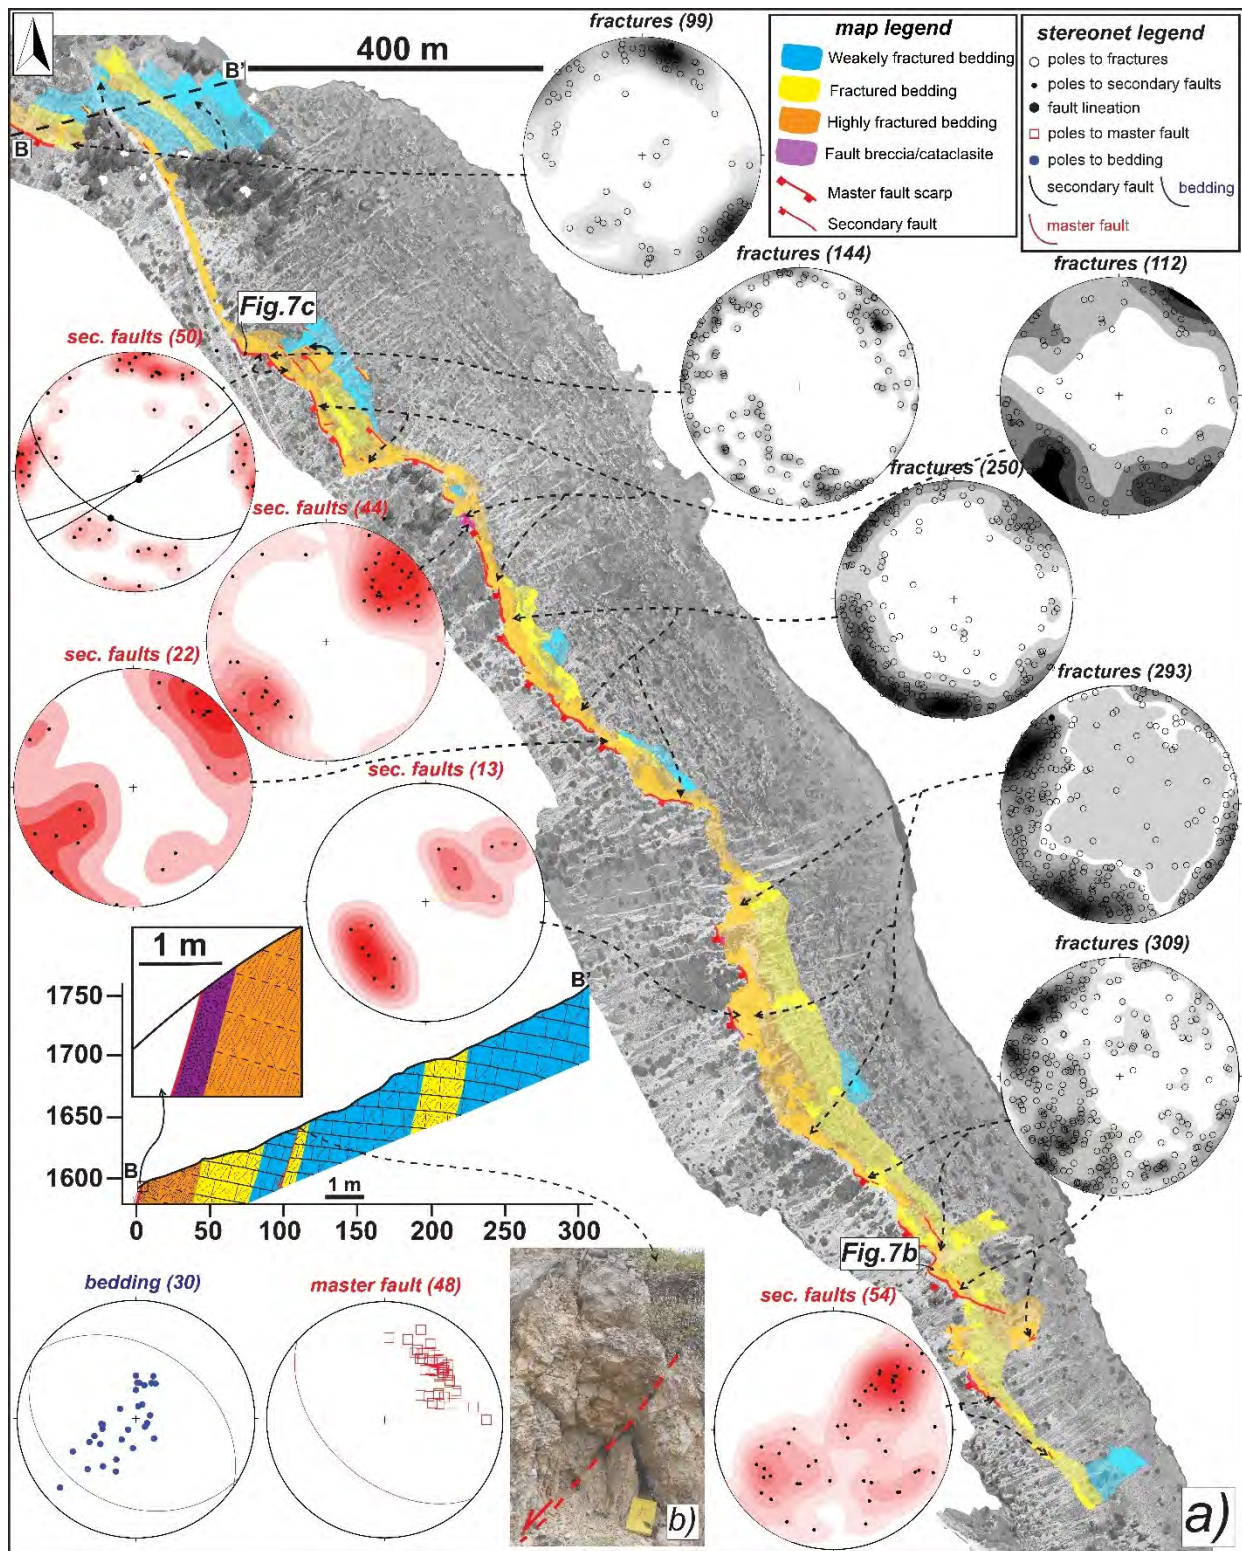 fractures (99)
400 m
B'
B
map legend
Weakely fractured bedding
Fractured bedding
Highly fractured bedding
Fault breccia/cataclasite
Master fault scarp
Secondary fault
stereonet legend
poles to fractures
poles to secondary faults
fault lineation
poles to master fault
poles to bedding
secondary fault
bedding
master fault
fractures (144)
fractures (112)
Fig.7c
sec. faults (50)
fractures (250)
sec. faults (44)
sec. faults (22)
fractures (293)
sec. faults (13)
1 m
fractures (309)
1750
1700
1650
1600
B'
B
1 m
0 50 100 150 200 250 300
Fig.7b
bedding (30)
master fault (48)
sec. faults (54)
b)
a)